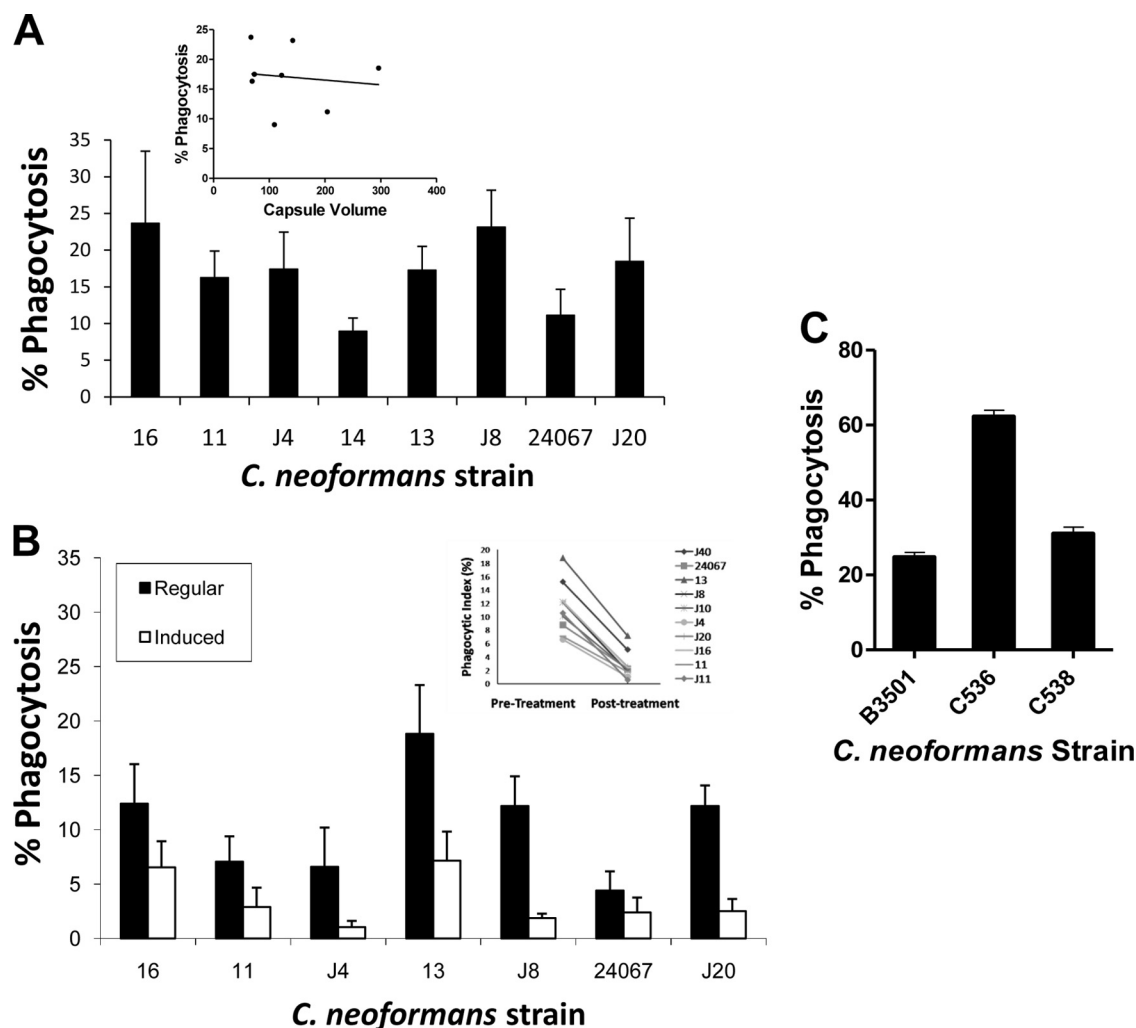 A
% Phagocytosis
25
20
15
10
5
0
0 100 200 300 400
Capsule Volume
% Phagocytosis
35
30
25
20
15
10
5
0
16 11 J4 14 13 J8 24067 J20
C. neoformans strain
B
% Phagocytosis
35
30
25
20
15
10
5
0
Regular
Induced
Phagocytic Index (%)
20
18
16
14
12
10
8
6
4
2
0
Pre-Treatment Post-treatment
J40
24067
13
J8
J10
J4
J20
J16
11
J11
16 11 J4 13 J8 24067 J20
C. neoformans strain
C
% Phagocytosis
80
60
40
20
0
B3501 C536 C538
C. neoformans Strain